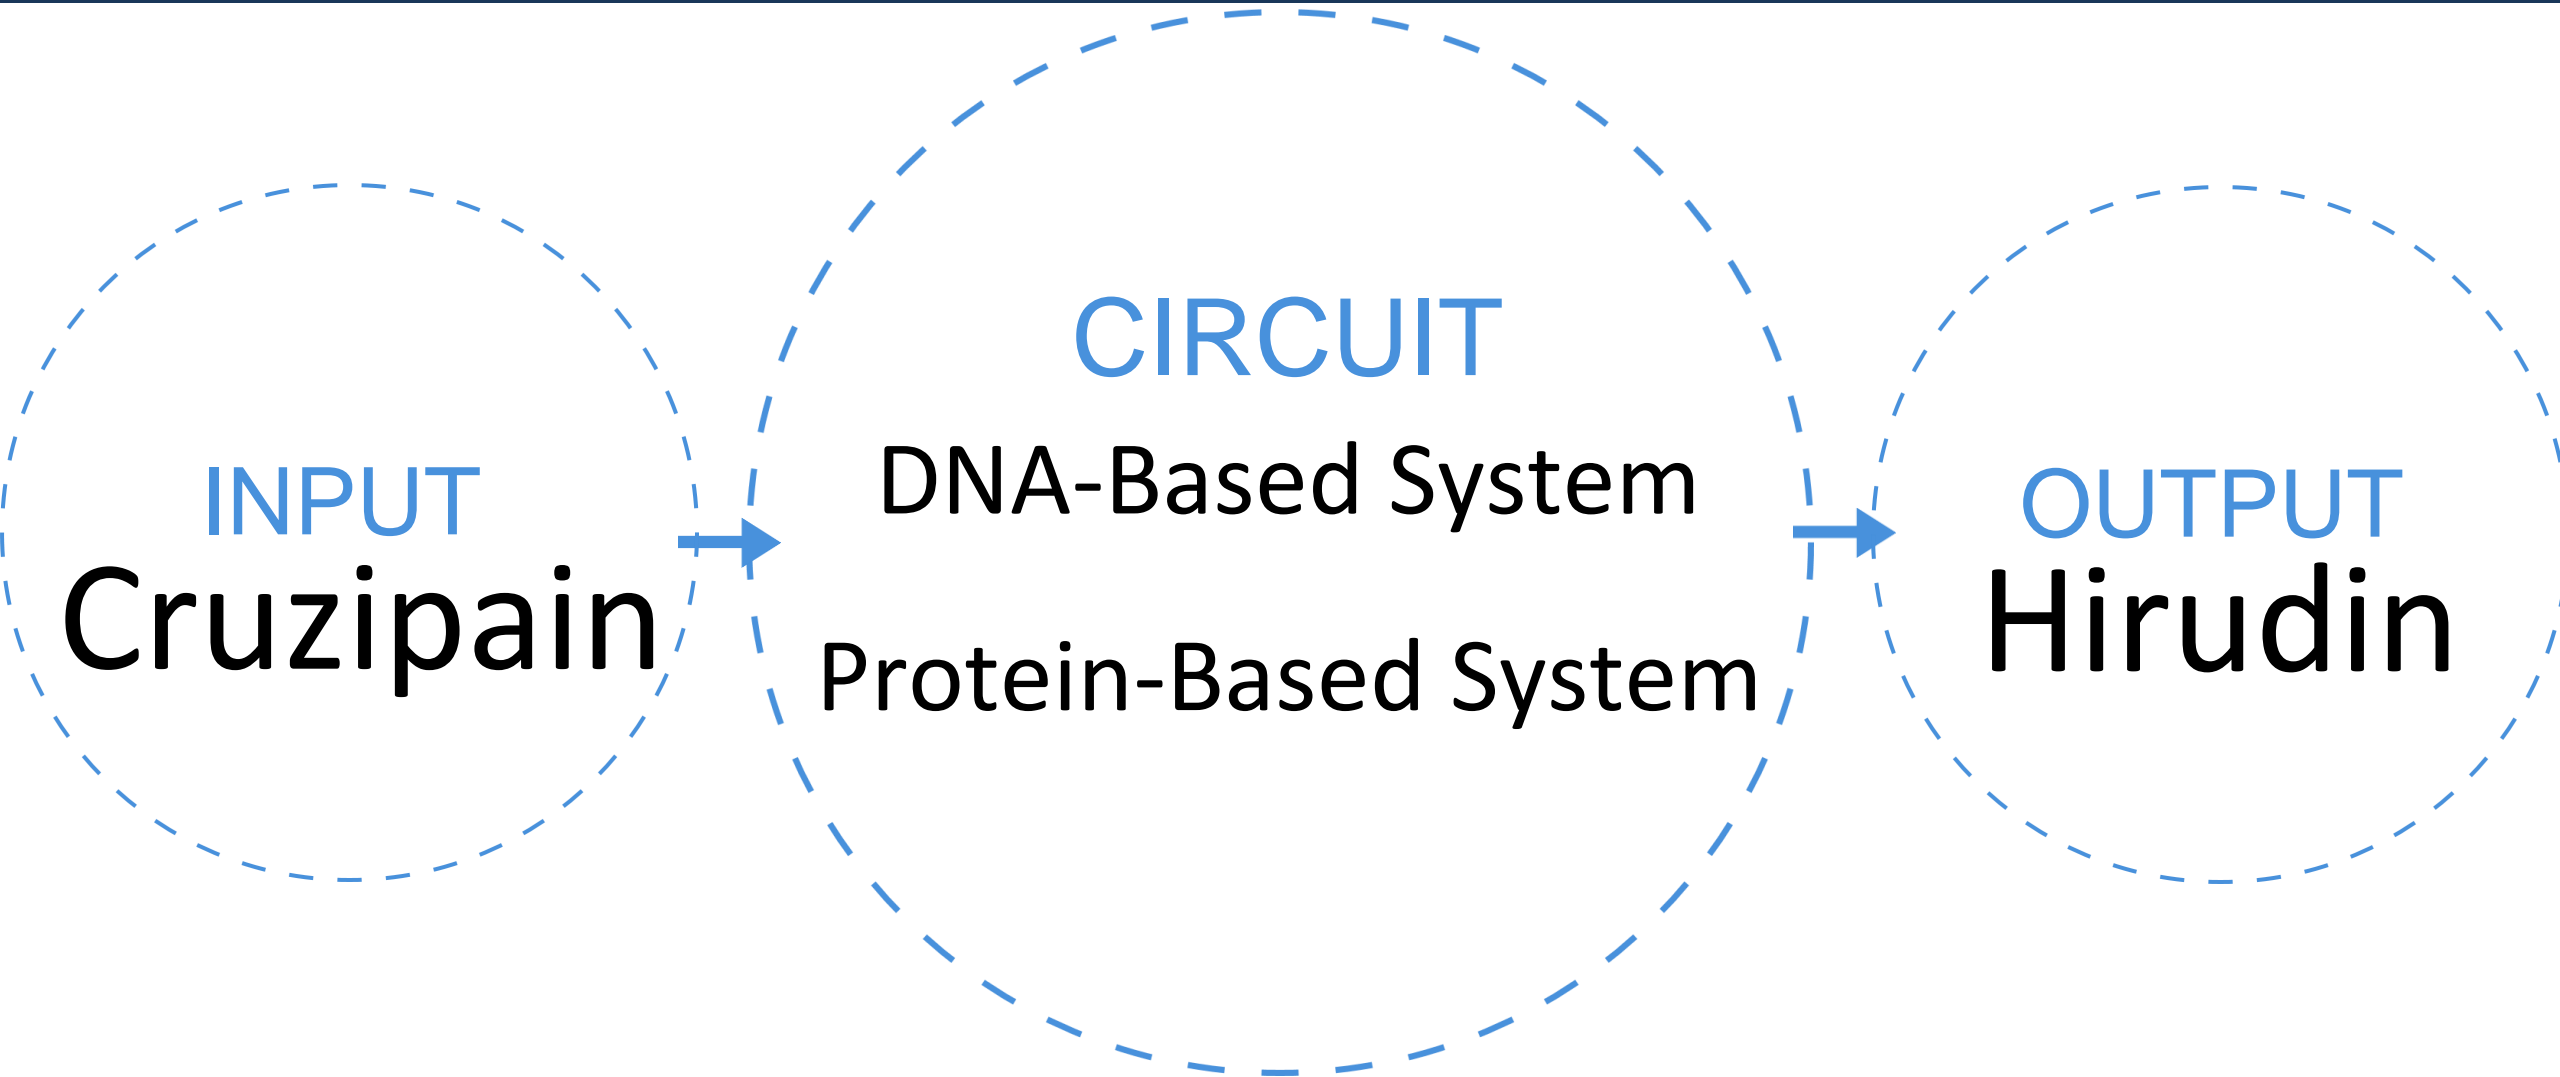 INPUT
Cruzipain
CIRCUIT
DNA-Based System
Protein-Based System
OUTPUT
Hirudin